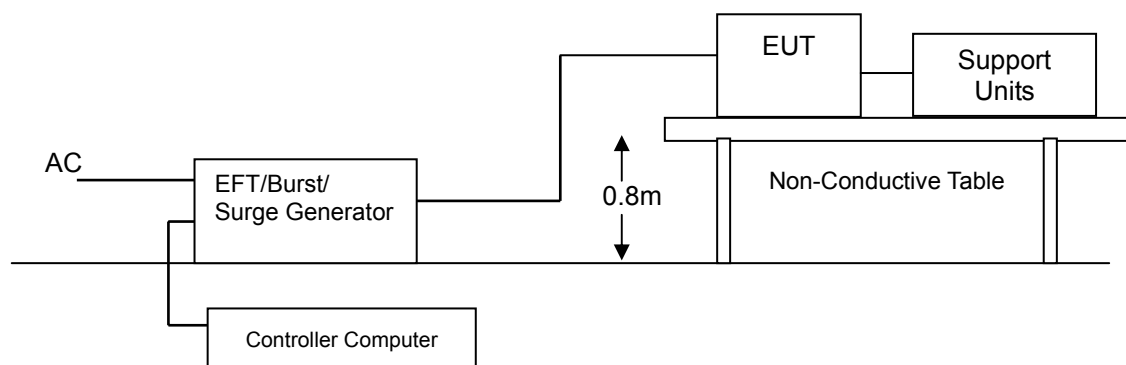 EUT
Support
Units
AC
EFT/Burst/
Surge Generator
0.8m
Non-Conductive Table
Controller Computer